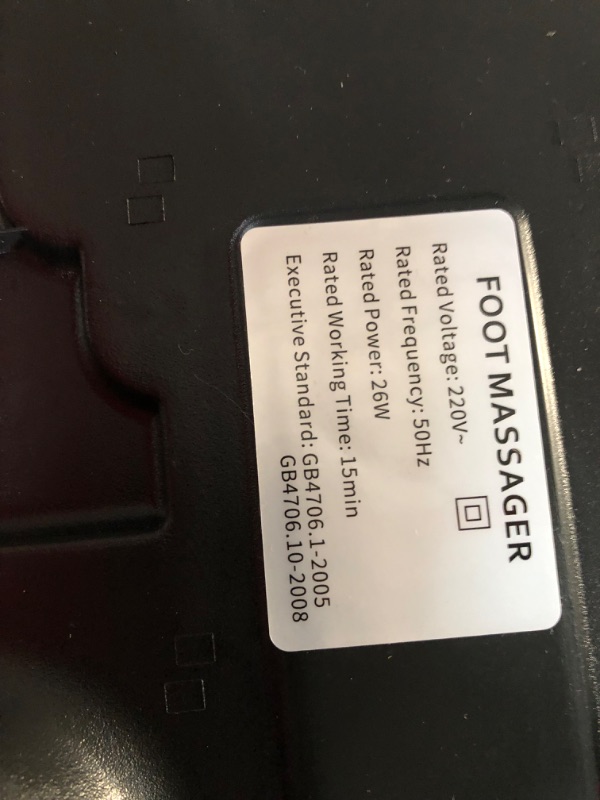 FOOT MASSAGER
Rated Voltage: 220V~
Rated Frequency: 50Hz
Rated Power: 26W
Rated Working Time: 15min
Executive Standard: GB4706.1-2005
GB4706.10-2008